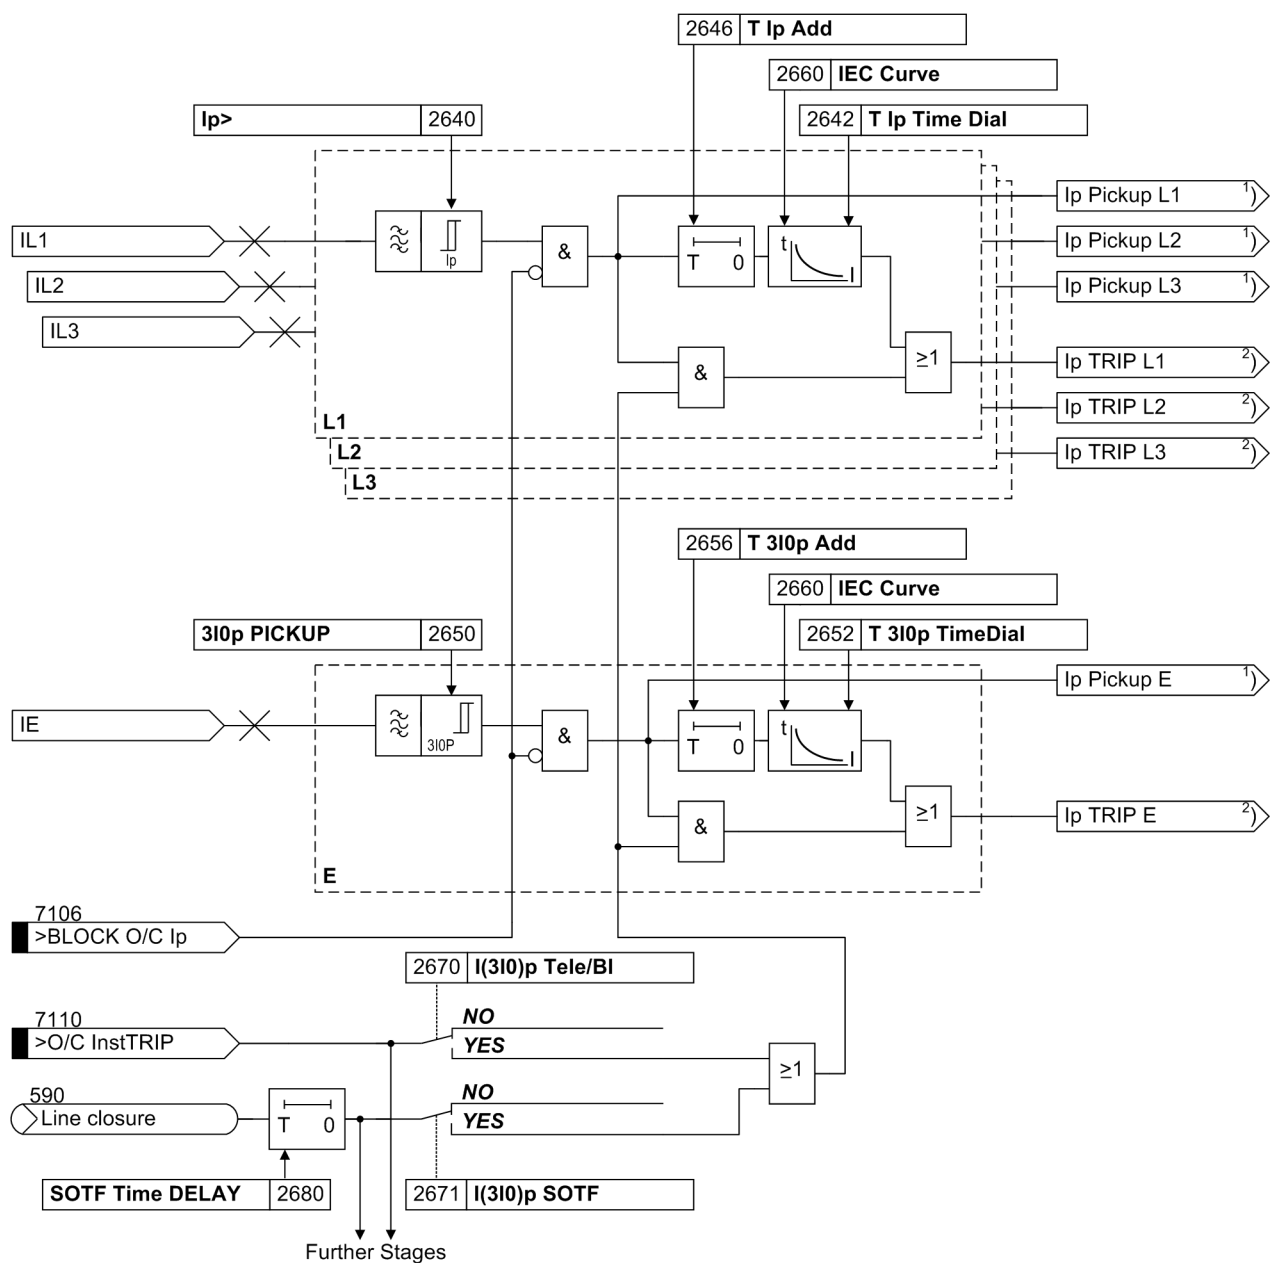 2646 T Ip Add
2660 IEC Curve
Ip> 2640
2642 T Ip Time Dial
Ip Pickup L1 1)
IL1
Ip
&
T 0
t I
Ip Pickup L2 1)
IL2
Ip Pickup L3 1)
IL3
&
≥1
Ip TRIP L1 2)
Ip TRIP L2 2)
L1
L2
Ip TRIP L3 2)
L3
2656 T 3I0p Add
2660 IEC Curve
3I0p PICKUP 2650
2652 T 3I0p TimeDial
Ip Pickup E 1)
IE
3I0P
&
T 0
t I
&
≥1
Ip TRIP E 2)
E
7106
>BLOCK O/C Ip
2670 I(3I0)p Tele/BI
7110
>O/C InstTRIP
NO
YES
≥1
590
Line closure
T 0
NO
YES
SOTF Time DELAY 2680
2671 I(3I0)p SOTF
Further Stages